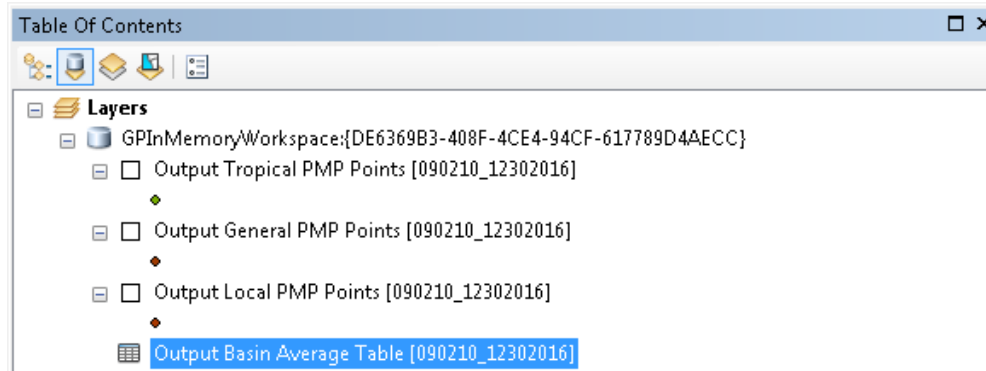 Table Of Contents
Layers
GPInMemoryWorkspace:{DE6369B3-408F-4CE4-94CF-617789D4AECC}
Output Tropical PMP Points [090210_12302016]
Output General PMP Points [090210_12302016]
Output Local PMP Points [090210_12302016]
Output Basin Average Table [090210_12302016]